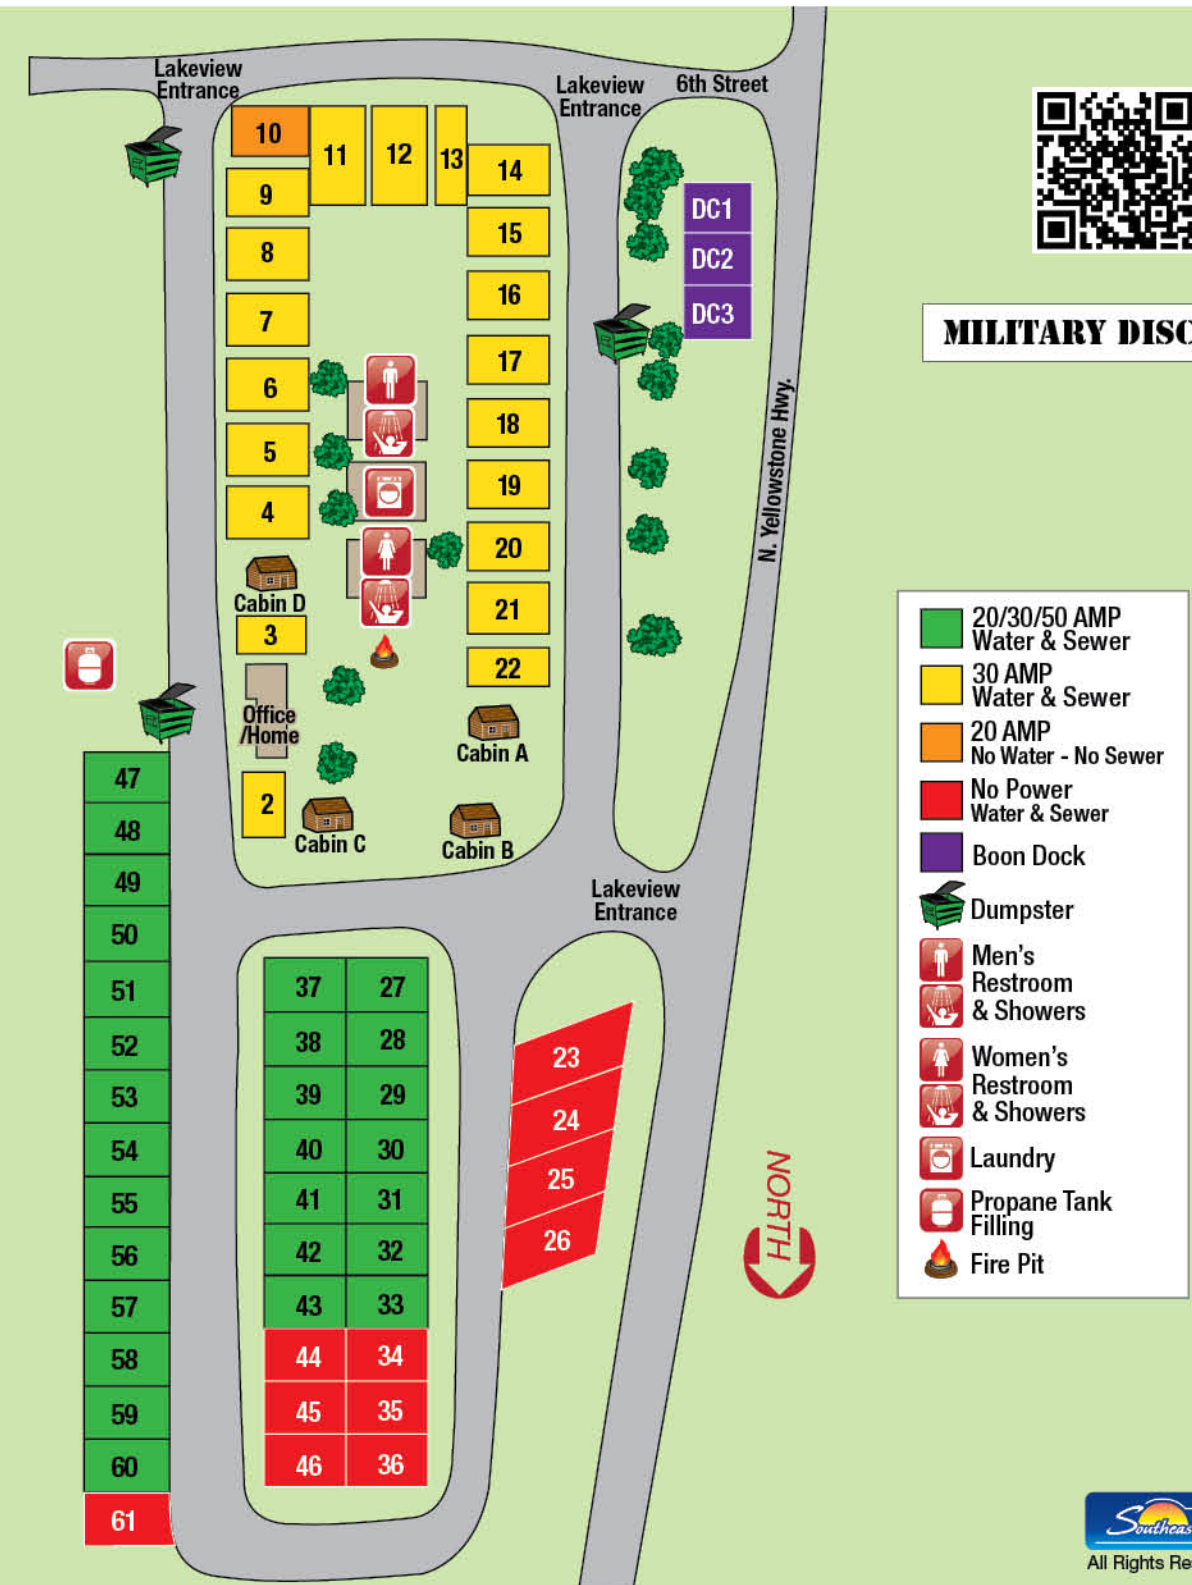 Lakeview
Entrance
Lakeview
Entrance
6th Street
10
11
12
13
14
9
15
8
16
7
17
6
18
5
19
4
20
Cabin D
21
3
22
Office
/Home
Cabin A
2
Cabin C
Cabin B
DC1
DC2
DC3
N. Yellowstone Hwy.
MILITARY DISC
Lakeview
Entrance
47
48
49
50
51
52
53
54
55
56
57
58
59
60
61
37 27
38 28
39 29
40 30
41 31
42 32
43 33
44 34
45 35
46 36
23
24
25
26
NORTH
20/30/50 AMP
Water & Sewer
30 AMP
Water & Sewer
20 AMP
No Water - No Sewer
No Power
Water & Sewer
Boon Dock
Dumpster
Men's
Restroom
& Showers
Women's
Restroom
& Showers
Laundry
Propane Tank
Filling
Fire Pit
Southeas
All Rights Re